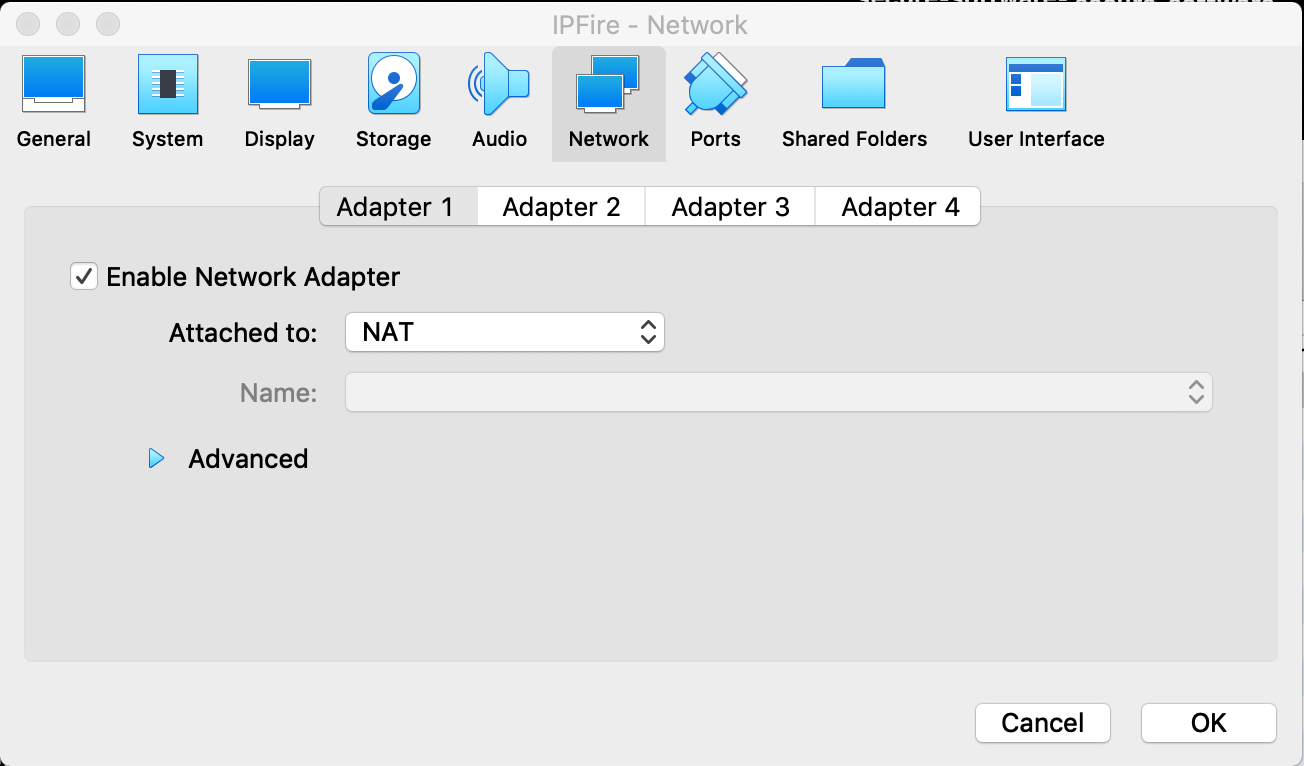 IPFire - Network
General System Display Storage Audio Network Ports Shared Folders User Interface
Adapter 1 Adapter 2 Adapter 3 Adapter 4
Enable Network Adapter
Attached to: NAT
Name:
Advanced
Cancel OK